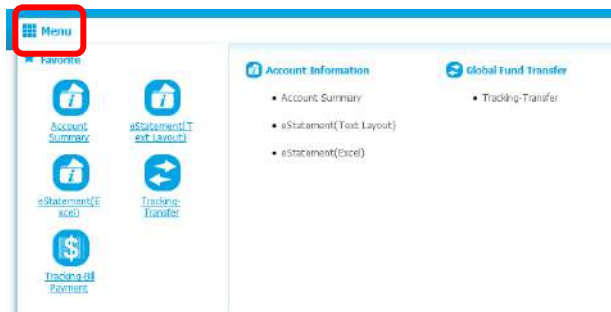 Menu
Favorite
Account
Summary
eStatement(T
ext Layout)
eStatement(E
xcel)
Tracking-
Transfer
Tracking-Bill
Payment
Account Information
• Account Summary
• eStatement(Text Layout)
• eStatement(Excel)
Global Fund Transfer
• Tracking-Transfer